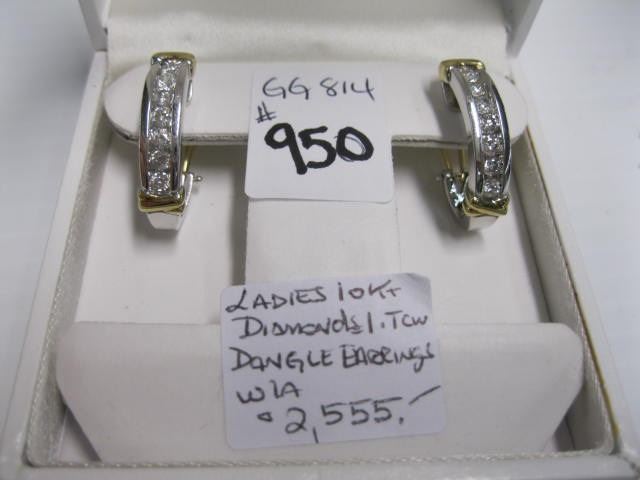 GG 814
# 950
LADIES 10KT
DIAMONDS 1.TCW
DANGLE EARRINGS
W/A
2,555.-